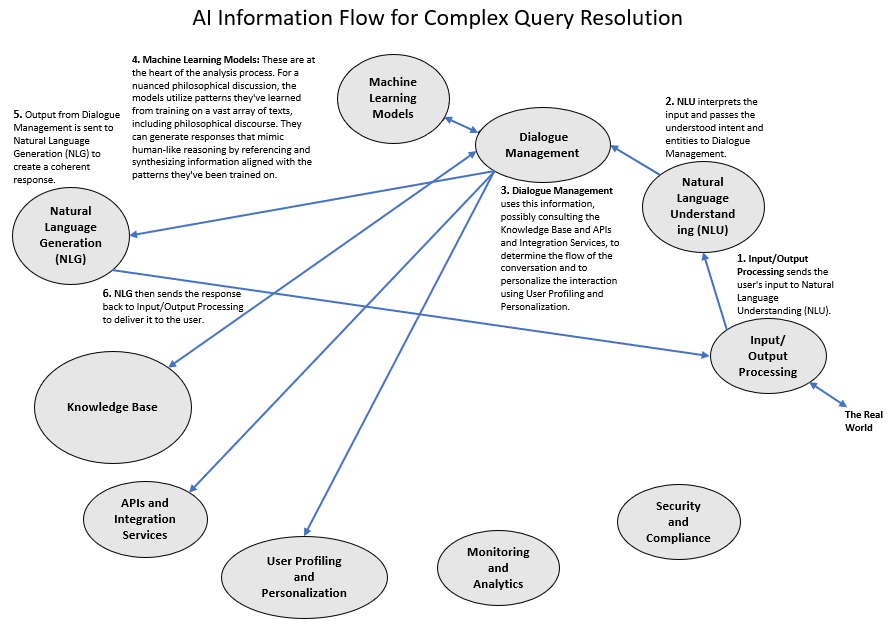 AI Information Flow for Complex Query Resolution
4. Machine Learning Models: These are at
the heart of the analysis process. For a
nuanced philosophical discussion, the
models utilize patterns they've learned
from training on a vast array of texts,
including philosophical discourse. They
can generate responses that mimic
human-like reasoning by referencing and
synthesizing information aligned with the
patterns they've been trained on.
Machine
Learning
Models
Dialogue
Management
2. NLU interprets the
input and passes the
understood intent and
entities to Dialogue
Management.
5. Output from Dialogue
Management is sent to
Natural Language
Generation (NLG) to
create a coherent
response.
Natural
Language
Generation
(NLG)
3. Dialogue Management
uses this information,
possibly consulting the
Knowledge Base and APIs
and Integration Services, to
determine the flow of the
conversation and to
personalize the interaction
using User Profiling and
Personalization.
Natural
Language
Understand
ing (NLU)
1. Input/Output
Processing sends the
user's input to Natural
Language
Understanding (NLU).
6. NLG then sends the response
back to Input/Output Processing
to deliver it to the user.
Input/
Output
Processing
The Real
World
Knowledge Base
APIs and
Integration
Services
User Profiling
and
Personalization
Monitoring
and
Analytics
Security
and
Compliance